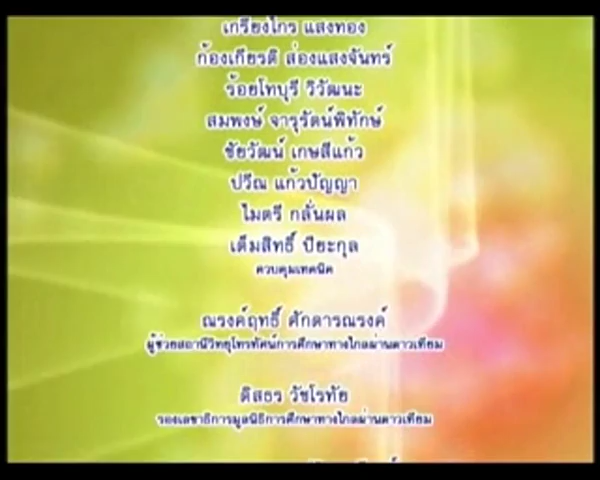 เกรียงไกร แสงทอง
ก้องเกียรติ ส่องแสงจันทร์
ร้อยโทบุรี วิวัฒนะ
สมพงษ์ จารุรัตน์พิทักษ์
ชัยวัฒน์ เกษสีแก้ว
ปวีณ แก้วปัญญา
ไมตรี กลั่นผล
เต็มสิทธิ์ ปิยะกุล
ควบคุมเทคนิค
ณรงค์ฤทธิ์ ศักดารณรงค์
ผู้ช่วยสถานีวิทยุโทรทัศน์การศึกษาทางไกลผ่านดาวเทียม
ดิสธร วัชโรทัย
รองเลขาธิการมูลนิธิการศึกษาทางไกลผ่านดาวเทียม